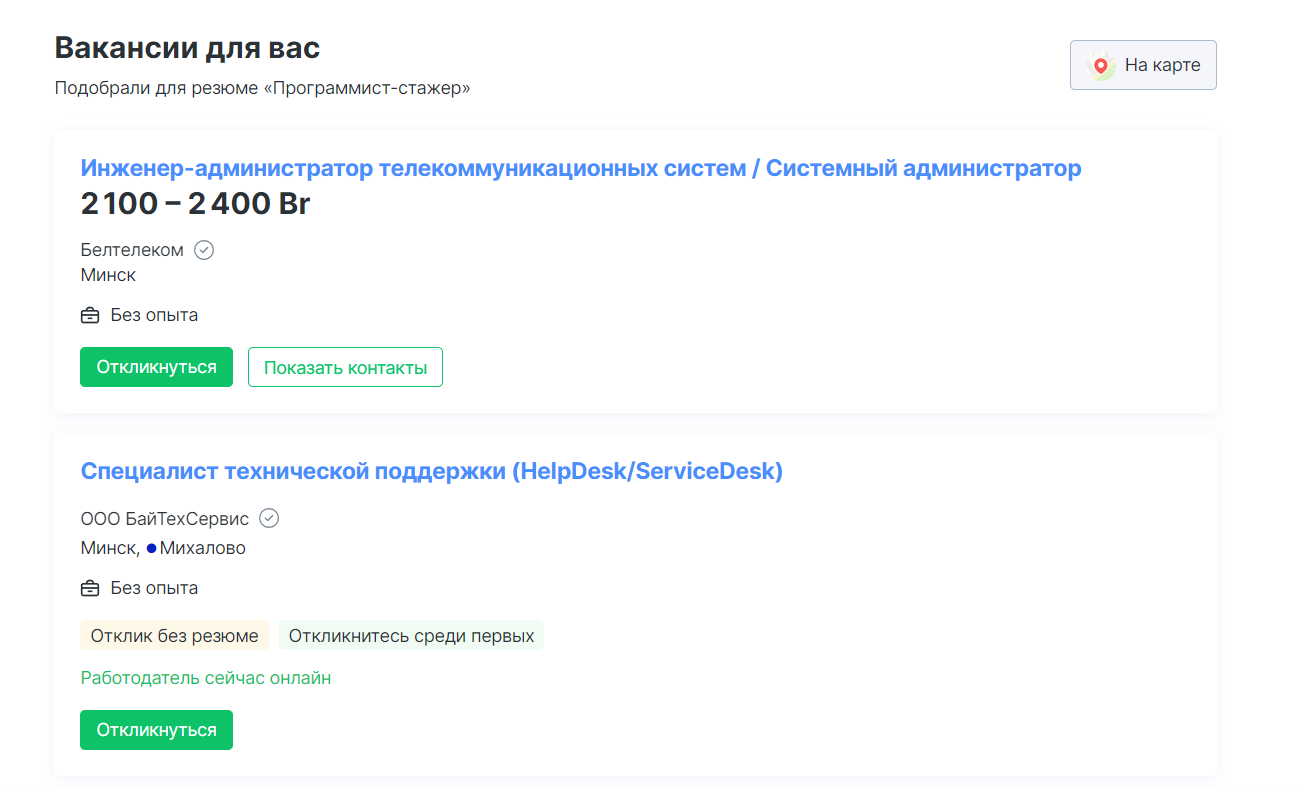 Вакансии для вас
На карте
Подобрали для резюме «Программист-стажер»
Инженер-администратор телекоммуникационных систем / Системный администратор
2 100 – 2 400 Br
Белтелеком
Минск
Без опыта
Откликнуться
Показать контакты
Специалист технической поддержки (HelpDesk/ServiceDesk)
ООО БайТехСервис
Минск, Михалово
Без опыта
Отклик без резюме
Откликнитесь среди первых
Работодатель сейчас онлайн
Откликнуться